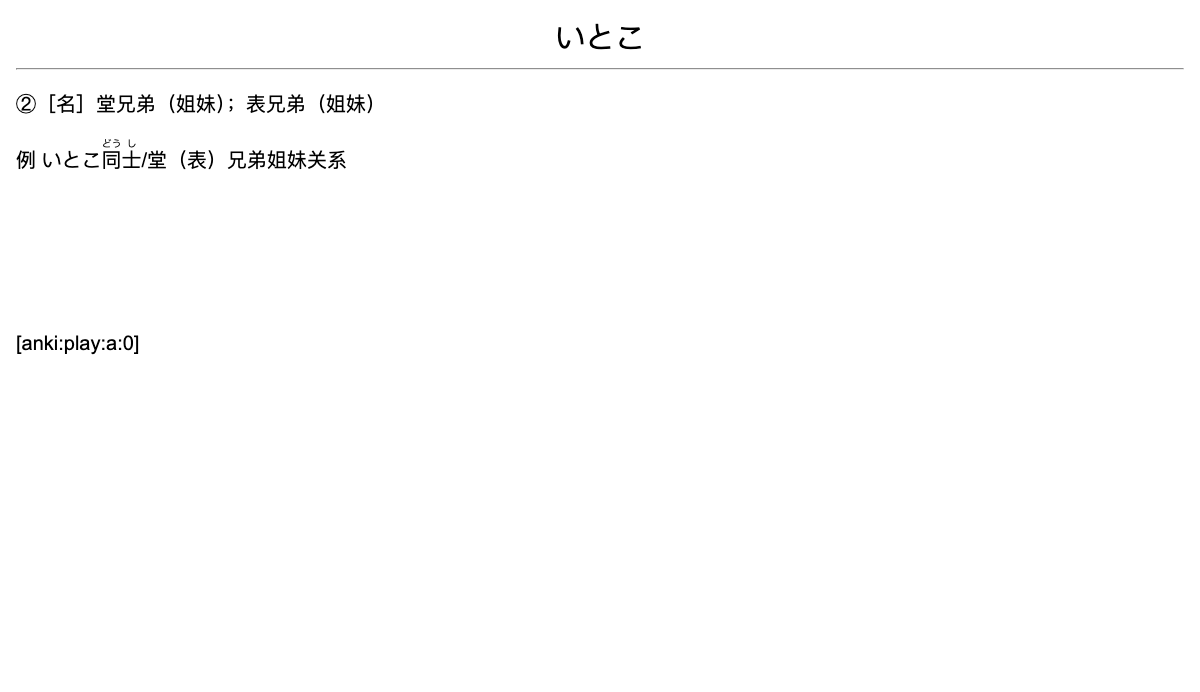 いとこ
②［名］堂兄弟（姐妹）；表兄弟（姐妹）
どう し
例 いとこ同士/堂（表）兄弟姐妹关系
[anki:play:a:0]